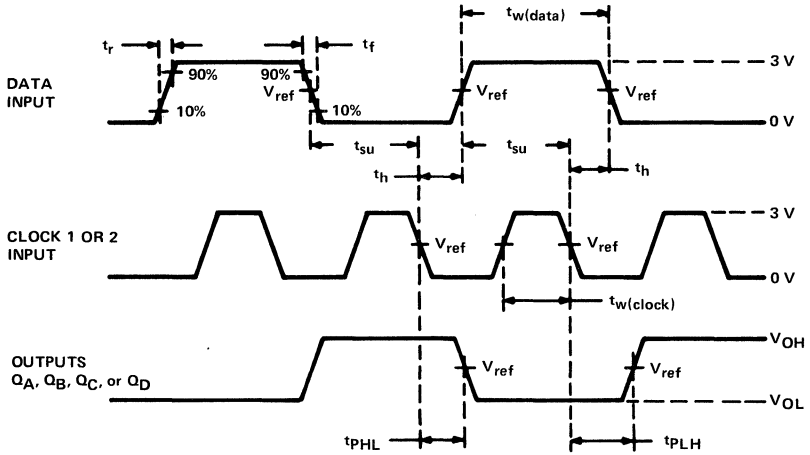 tw(data)
tr
tf
3 V
90%
90%
DATA
INPUT
Vref
Vref
Vref
10%
10%
0 V
tsu
tsu
th
th
3 V
CLOCK 1 OR 2
INPUT
Vref
Vref
0 V
tw(clock)
VOH
OUTPUTS
QA, QB, QC, or QD
Vref
Vref
VOL
tPHL
tPLH